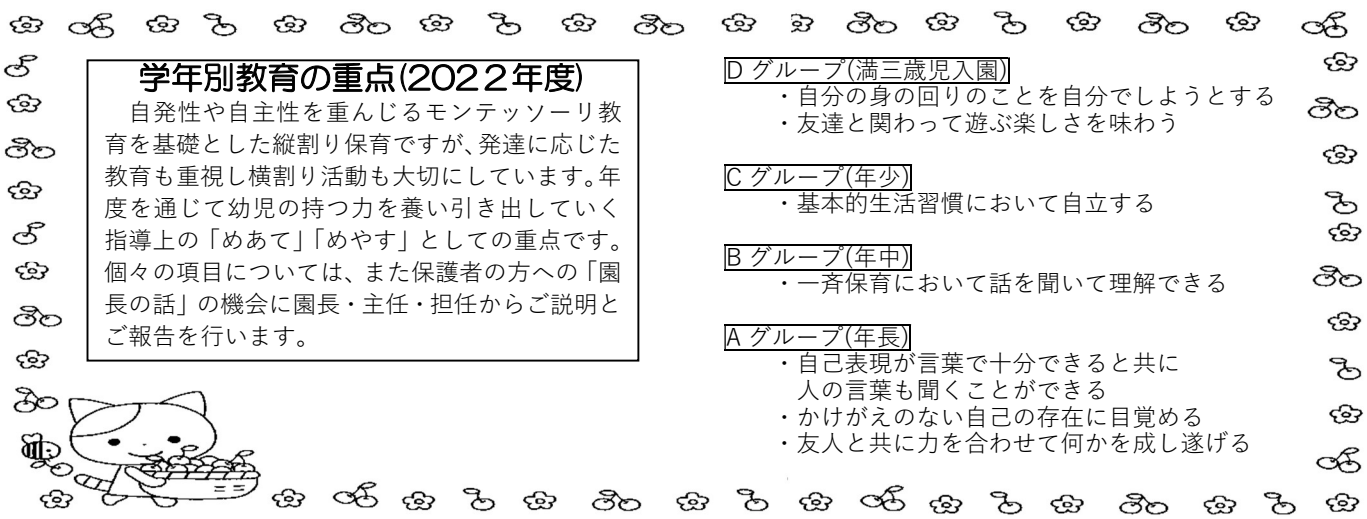 学年別教育の重点(2022年度)
自発性や自主性を重んじるモンテッソーリ教
育を基礎とした縦割り保育ですが、発達に応じた
教育も重視し横割り活動も大切にしています。年
度を通じて幼児の持つ力を養い引き出していく
指導上の「めあて」「めやす」としての重点です。
個々の項目については、また保護者の方への「園
長の話」の機会に園長・主任・担任からご説明と
ご報告を行います。
D グループ(満三歳児入園)
・自分の身の回りのことを自分でしようとする
・友達と関わって遊ぶ楽しさを味わう
C グループ(年少)
・基本的生活習慣において自立する
B グループ(年中)
・一斉保育において話を聞いて理解できる
A グループ(年長)
・自己表現が言葉で十分できると共に
人の言葉も聞くことができる
・かけがえのない自己の存在に目覚める
・友人と共に力を合わせて何かを成し遂げる